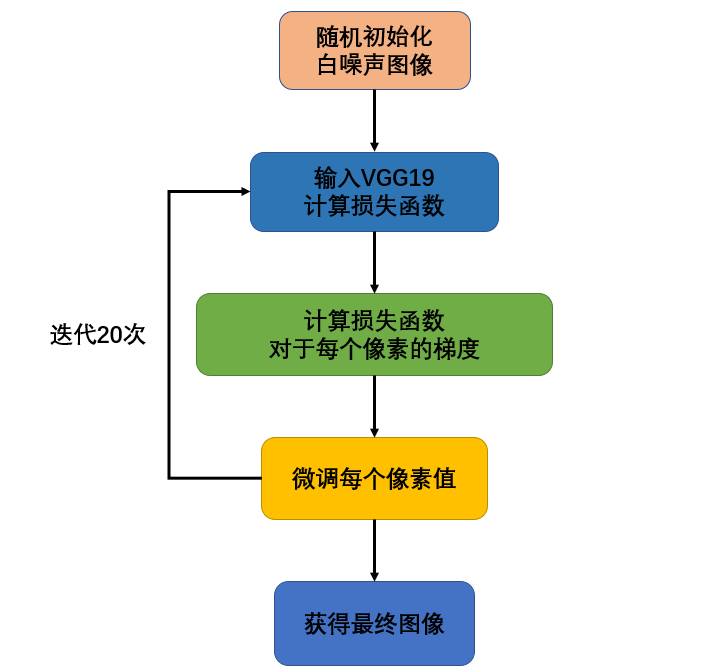 随机初始化
白噪声图像
输入VGG19
计算损失函数
计算损失函数
对于每个像素的梯度
迭代20次
微调每个像素值
获得最终图像